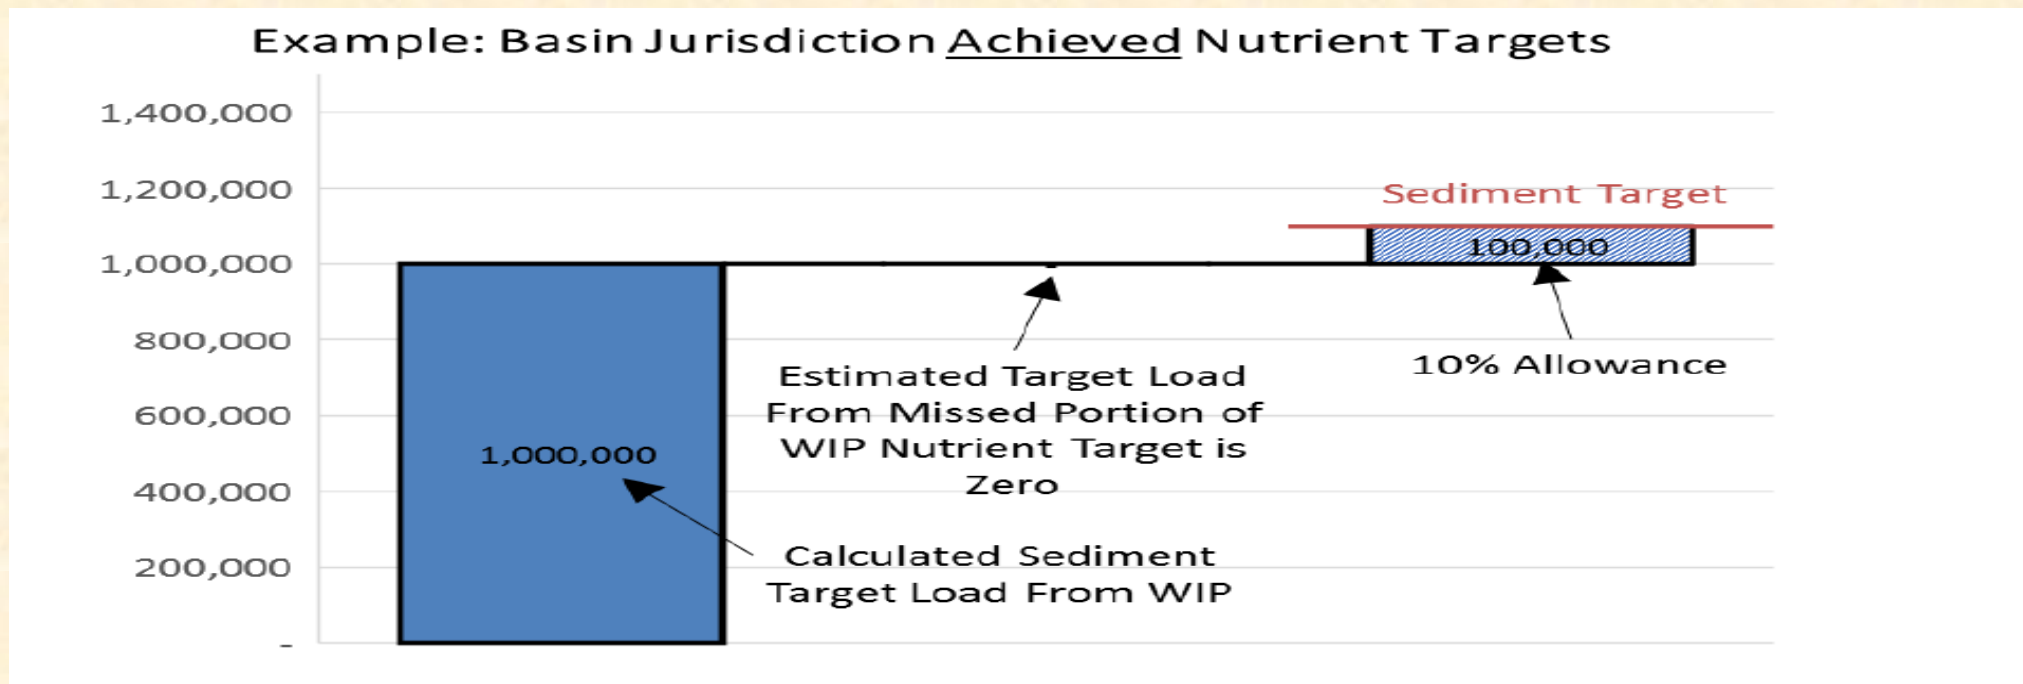 Example: Basin Jurisdiction Achieved Nutrient Targets
1,400,000
1,200,000
1,000,000
800,000
600,000
400,000
200,000
-
1,000,000
Calculated Sediment
Target Load From WIP
-
Estimated Target Load
From Missed Portion of
WIP Nutrient Target is
Zero
Sediment Target
100,000
10% Allowance